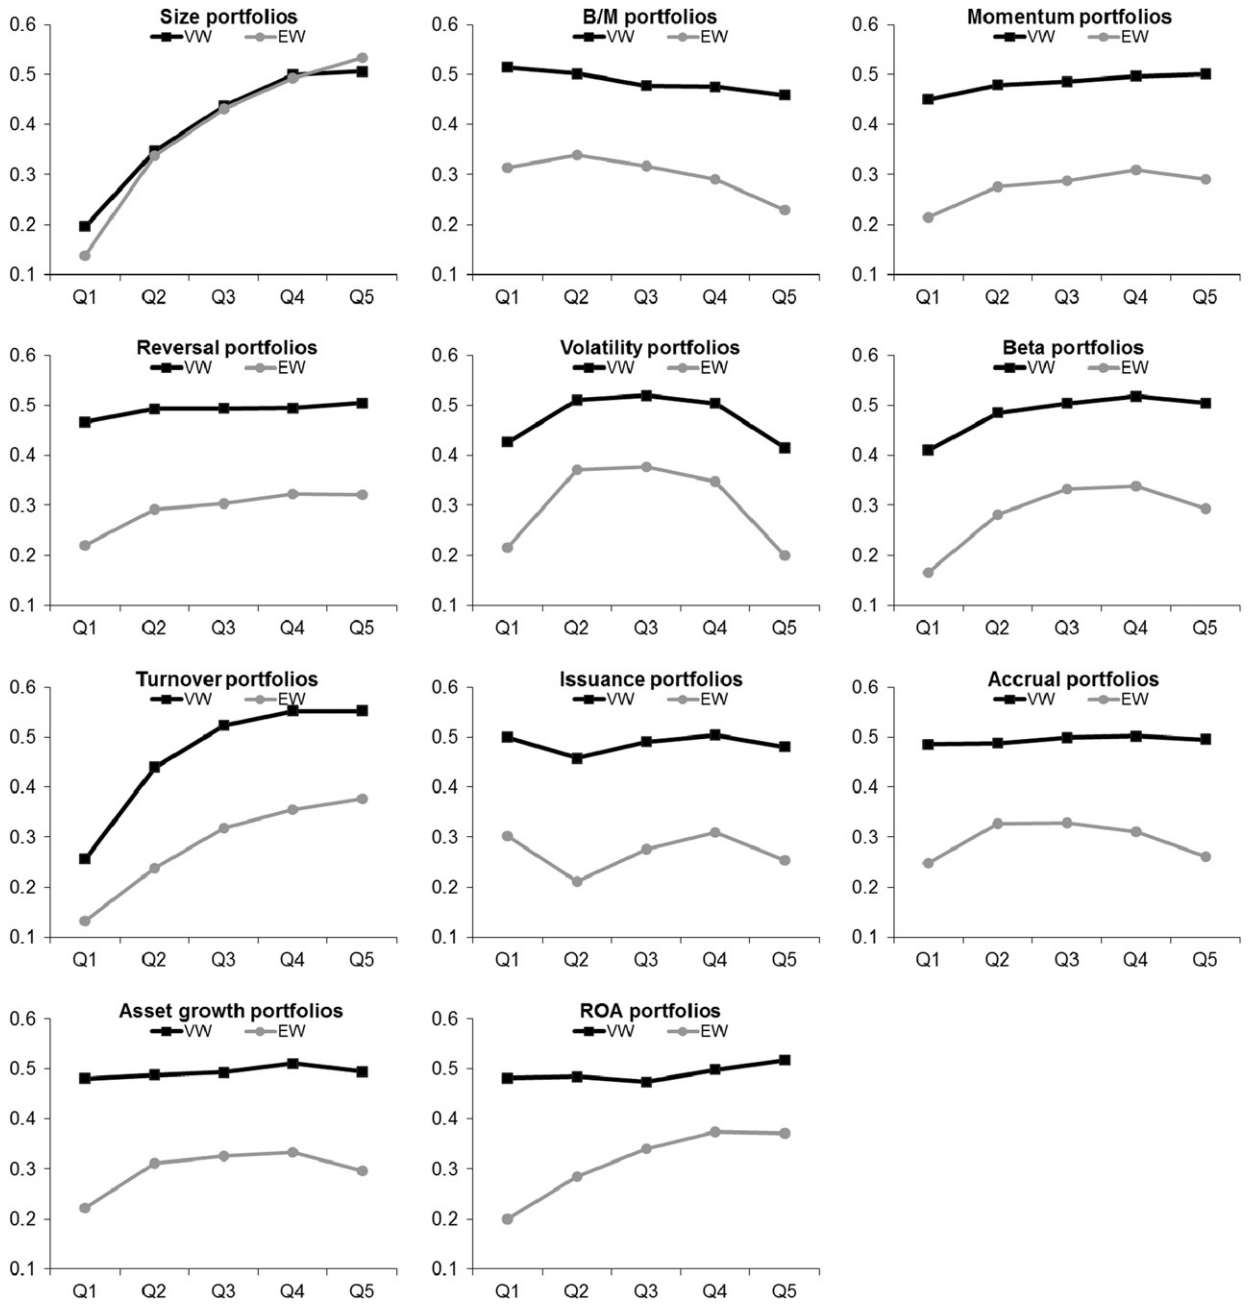 Size portfolios
VW EW
0.6
0.5
0.4
0.3
0.2
0.1
Q1 Q2 Q3 Q4 Q5
B/M portfolios
VW EW
0.6
0.5
0.4
0.3
0.2
0.1
Q1 Q2 Q3 Q4 Q5
Momentum portfolios
VW EW
0.6
0.5
0.4
0.3
0.2
0.1
Q1 Q2 Q3 Q4 Q5
Reversal portfolios
VW EW
0.6
0.5
0.4
0.3
0.2
0.1
Q1 Q2 Q3 Q4 Q5
Volatility portfolios
VW EW
0.6
0.5
0.4
0.3
0.2
0.1
Q1 Q2 Q3 Q4 Q5
Beta portfolios
VW EW
0.6
0.5
0.4
0.3
0.2
0.1
Q1 Q2 Q3 Q4 Q5
Turnover portfolios
VW EW
0.6
0.5
0.4
0.3
0.2
0.1
Q1 Q2 Q3 Q4 Q5
Issuance portfolios
VW EW
0.6
0.5
0.4
0.3
0.2
0.1
Q1 Q2 Q3 Q4 Q5
Accrual portfolios
VW EW
0.6
0.5
0.4
0.3
0.2
0.1
Q1 Q2 Q3 Q4 Q5
Asset growth portfolios
VW EW
0.6
0.5
0.4
0.3
0.2
0.1
Q1 Q2 Q3 Q4 Q5
ROA portfolios
VW EW
0.6
0.5
0.4
0.3
0.2
0.1
Q1 Q2 Q3 Q4 Q5